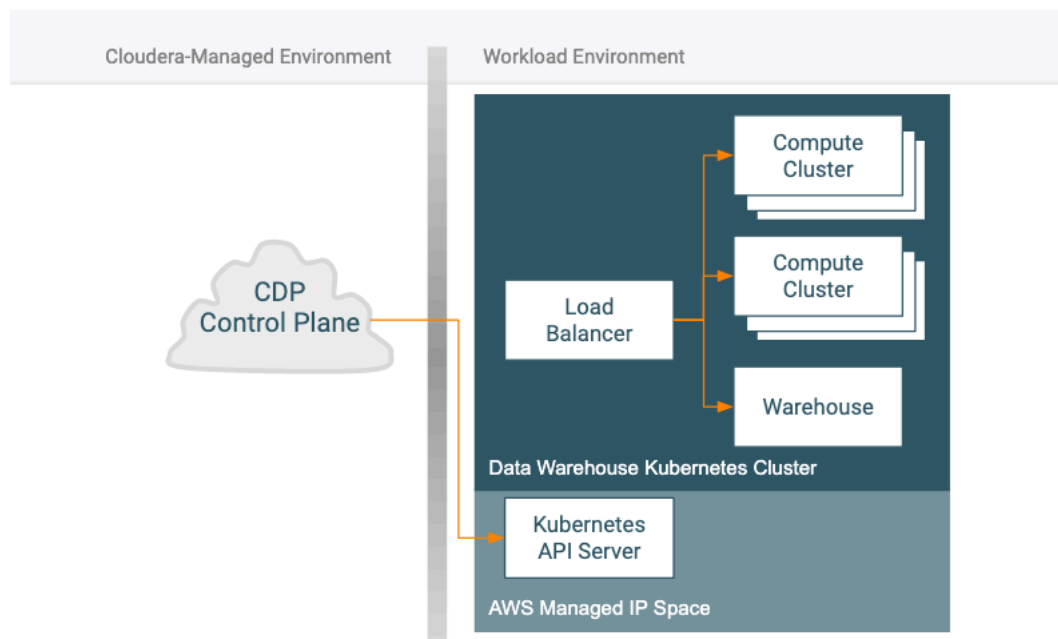 Cloudera-Managed Environment
Workload Environment
Compute
Cluster
Compute
Cluster
CDP
Control Plane
Load
Balancer
Warehouse
Data Warehouse Kubernetes Cluster
Kubernetes
API Server
AWS Managed IP Space